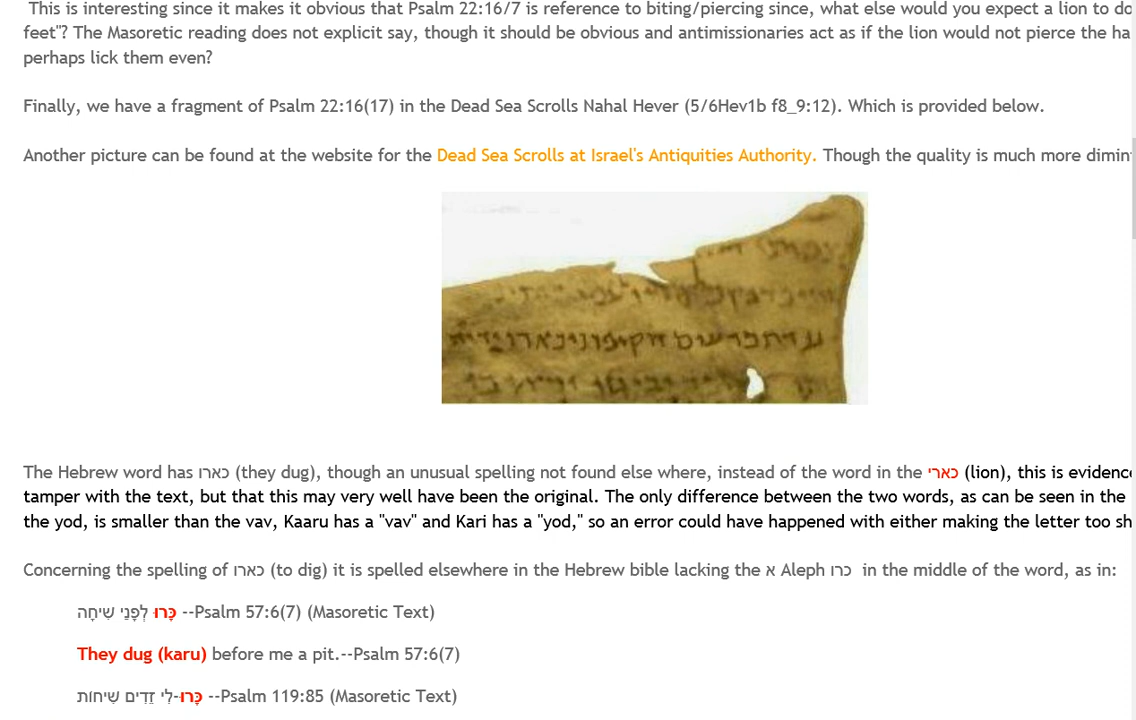 This is interesting since it makes it obvious that Psalm 22:16/7 is reference to biting/piercing since, what else would you expect a lion to do
feet"? The Masoretic reading does not explicit say, though it should be obvious and antimissionaries act as if the lion would not pierce the ha
perhaps lick them even?
Finally, we have a fragment of Psalm 22:16(17) in the Dead Sea Scrolls Nahal Hever (5/6Hev1b f8_9:12). Which is provided below.
Another picture can be found at the website for the Dead Sea Scrolls at Israel's Antiquities Authority. Though the quality is much more dimin
The Hebrew word has כארו (they dug), though an unusual spelling not found else where, instead of the word in the כארי (lion), this is evidenc
tamper with the text, but that this may very well have been the original. The only difference between the two words, as can be seen in the
the yod, is smaller than the vav, Kaaru has a "vav" and Kari has a "yod," so an error could have happened with either making the letter too sh
Concerning the spelling of כארו (to dig) it is spelled elsewhere in the Hebrew bible lacking the א Aleph כרו in the middle of the word, as in:
כָּרוּ לְפָנַי שִׁיחָה --Psalm 57:6(7) (Masoretic Text)
They dug (karu) before me a pit.--Psalm 57:6(7)
כָּרוּ-לִי זֵדִים שִׁיחוֹת --Psalm 119:85 (Masoretic Text)